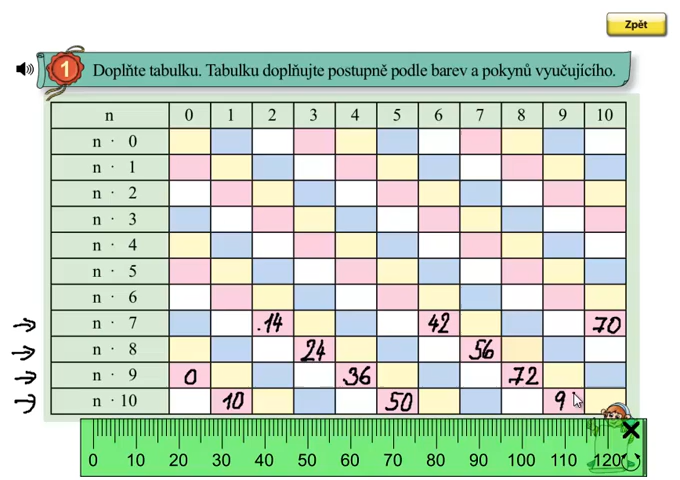 Zpět
1 Doplňte tabulku. Tabulku doplňujte postupně podle barev a pokynů vyučujícího.
n 0 1 2 3 4 5 6 7 8 9 10
n · 0
n · 1
n · 2
n · 3
n · 4
n · 5
n · 6
n · 7 14 42 70
n · 8 24 56
n · 9 0 36 72
n · 10 10 50 9
0 10 20 30 40 50 60 70 80 90 100 110 120